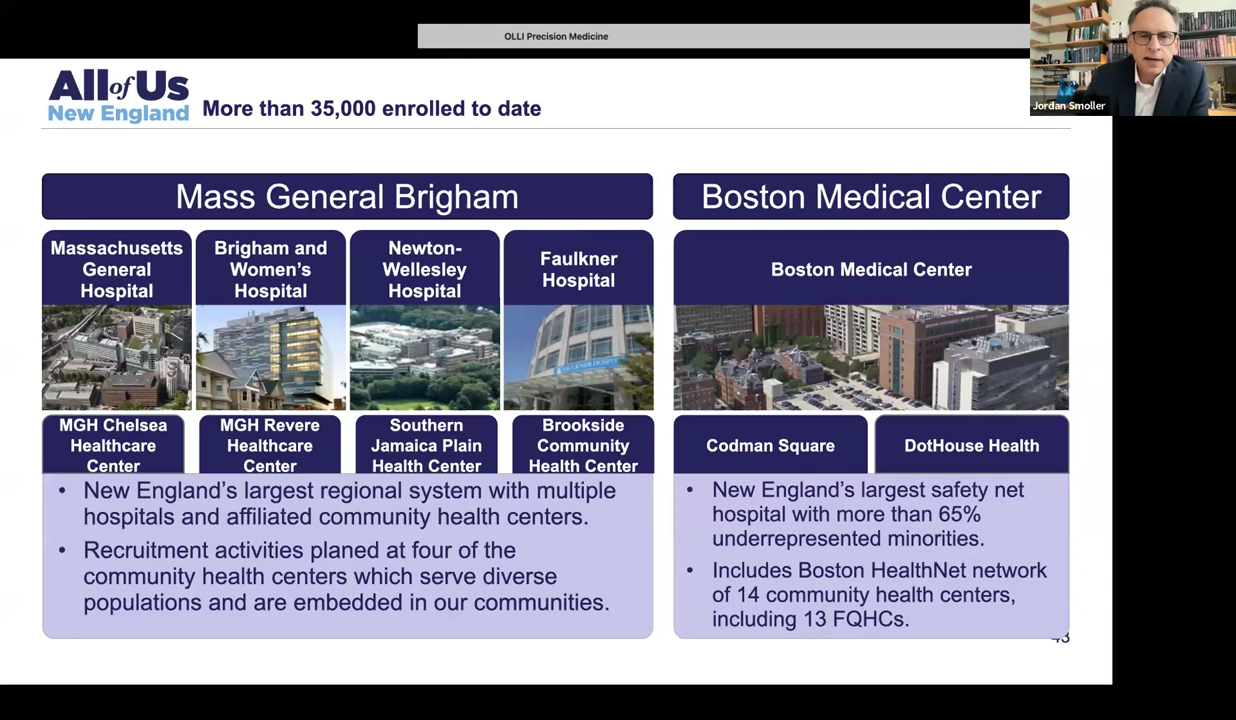 OLLI Precision Medicine
Jordan Smoller
All of Us
New England
More than 35,000 enrolled to date
Mass General Brigham
Massachusetts
General
Hospital
Brigham and
Women's
Hospital
Newton-
Wellesley
Hospital
Faulkner
Hospital
MGH Chelsea
Healthcare
Center
MGH Revere
Healthcare
Center
Southern
Jamaica Plain
Health Center
Brookside
Community
Health Center
• New England's largest regional system with multiple
hospitals and affiliated community health centers.
• Recruitment activities planed at four of the
community health centers which serve diverse
populations and are embedded in our communities.
Boston Medical Center
Boston Medical Center
Codman Square
DotHouse Health
• New England's largest safety net
hospital with more than 65%
underrepresented minorities.
• Includes Boston HealthNet network
of 14 community health centers,
including 13 FQHCs.